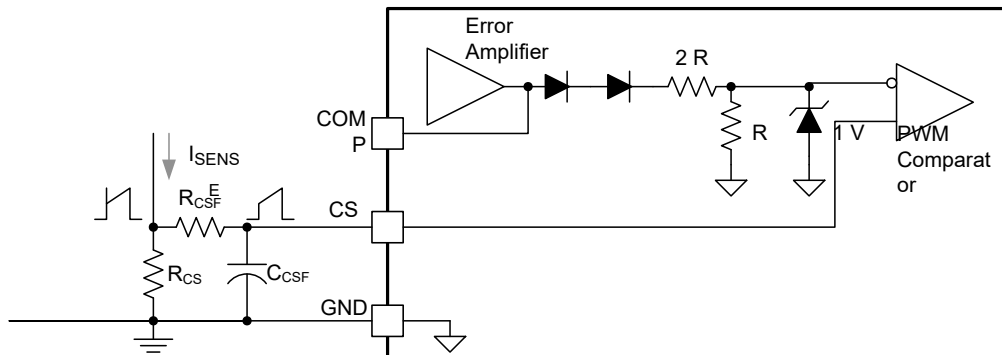 Error
Amplifier
2 R
COM
P
R
1 V
PWM
Comparat
or
ISENS
E
RCSF
CS
RCS
CCSF
GND